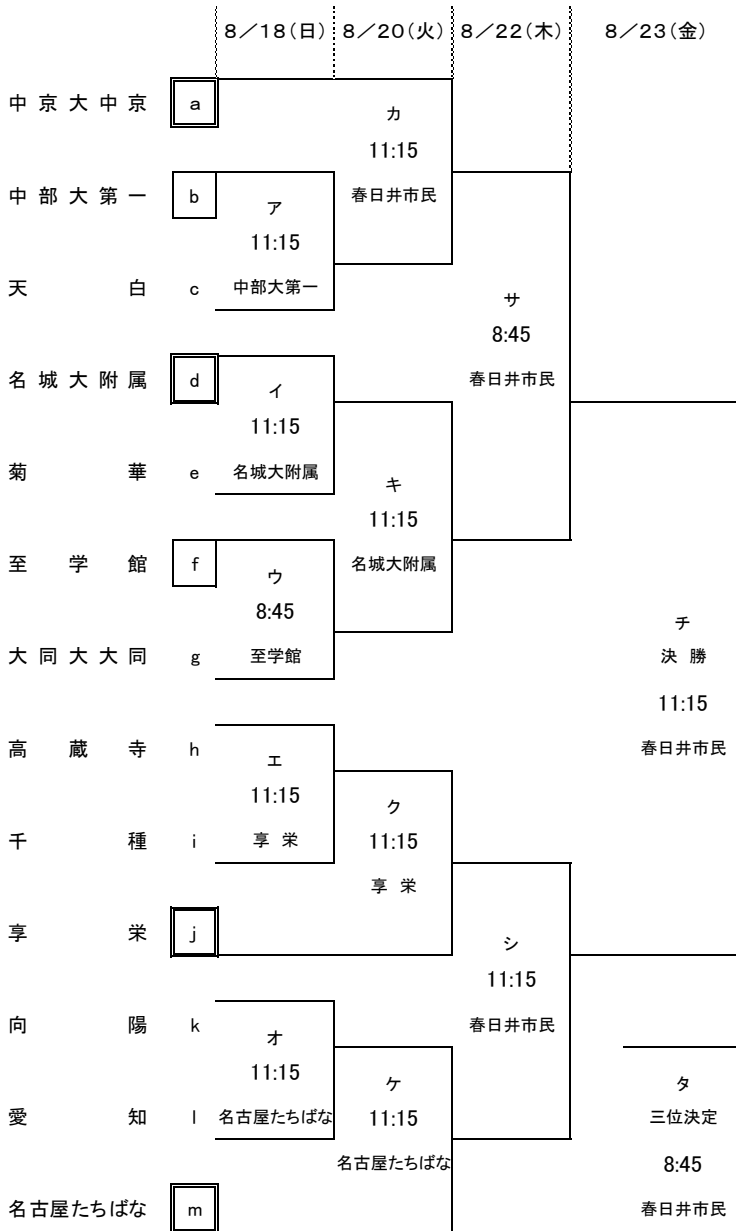 8／18(日) 8／20(火) 8／22(木) 8／23(金)
中京大中京 a
カ
11:15
春日井市民
中部大第一 b
ア
11:15
中部大第一
天白 c
サ
8:45
春日井市民
名城大附属 d
イ
11:15
名城大附属
菊華 e
キ
11:15
名城大附属
至学館 f
ウ
8:45
至学館
大同大大同 g
チ
決勝
11:15
春日井市民
高蔵寺 h
エ
11:15
享栄
千種 i
ク
11:15
享栄
享栄 j
シ
11:15
春日井市民
向陽 k
オ
11:15
名古屋たちばな
愛知 l
ケ
11:15
名古屋たちばな
タ
三位決定
8:45
春日井市民
名古屋たちばな m